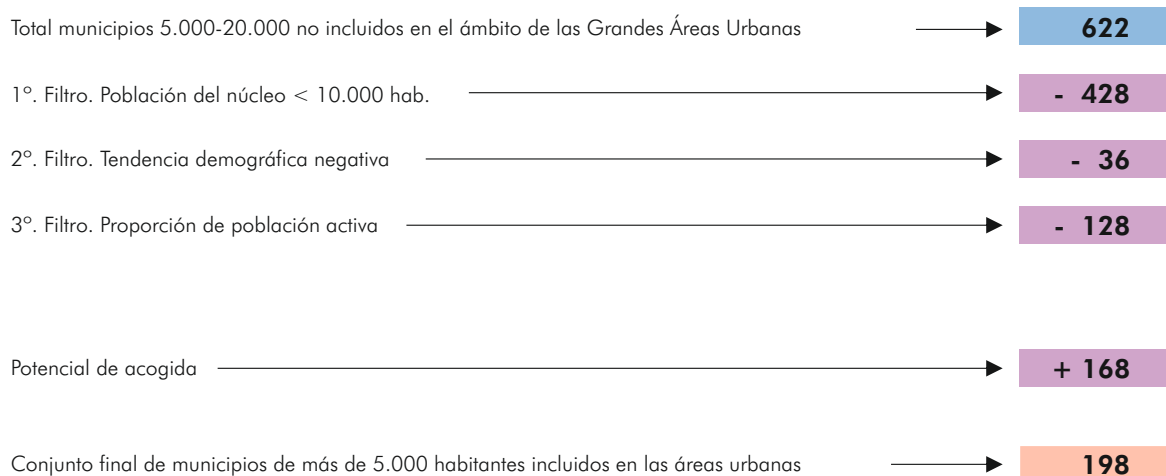 Total municipios 5.000-20.000 no incluidos en el ámbito de las Grandes Áreas Urbanas 622
1º. Filtro. Población del núcleo < 10.000 hab. - 428
2º. Filtro. Tendencia demográfica negativa - 36
3º. Filtro. Proporción de población activa - 128
Potencial de acogida + 168
Conjunto final de municipios de más de 5.000 habitantes incluidos en las áreas urbanas 198